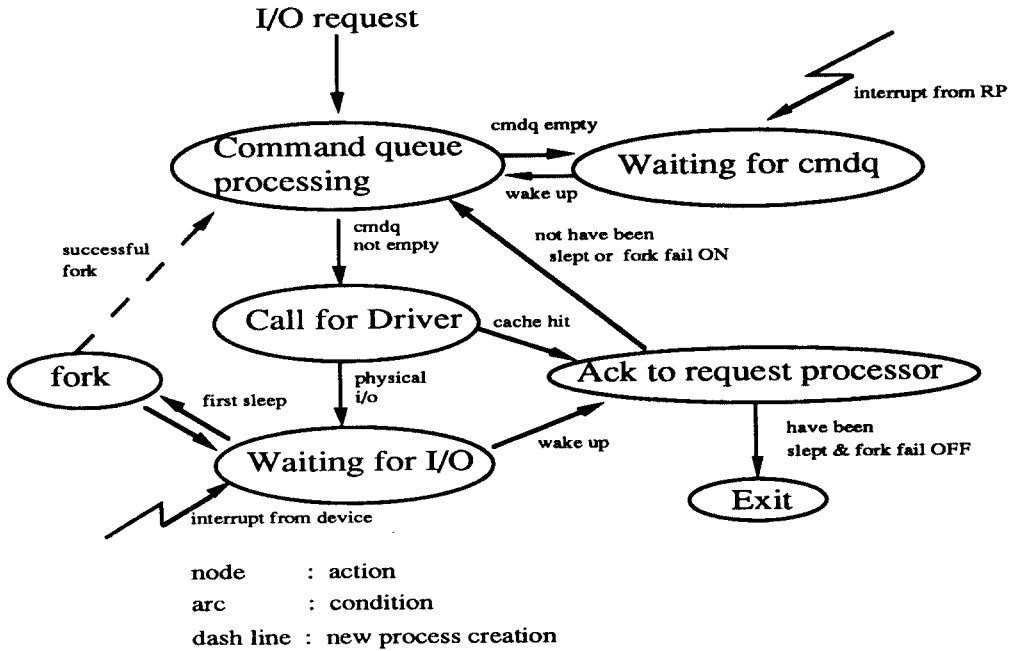 I/O request
interrupt from RP
cmdq empty
Command queue
processing
Waiting for cmdq
wake up
successful
fork
cmdq
not empty
not have been
slept or fork fail ON
Call for Driver
cache hit
fork
physical
i/o
Ack to request processor
first sleep
wake up
have been
slept & fork fail OFF
Waiting for I/O
Exit
interrupt from device
node : action
arc : condition
dash line : new process creation